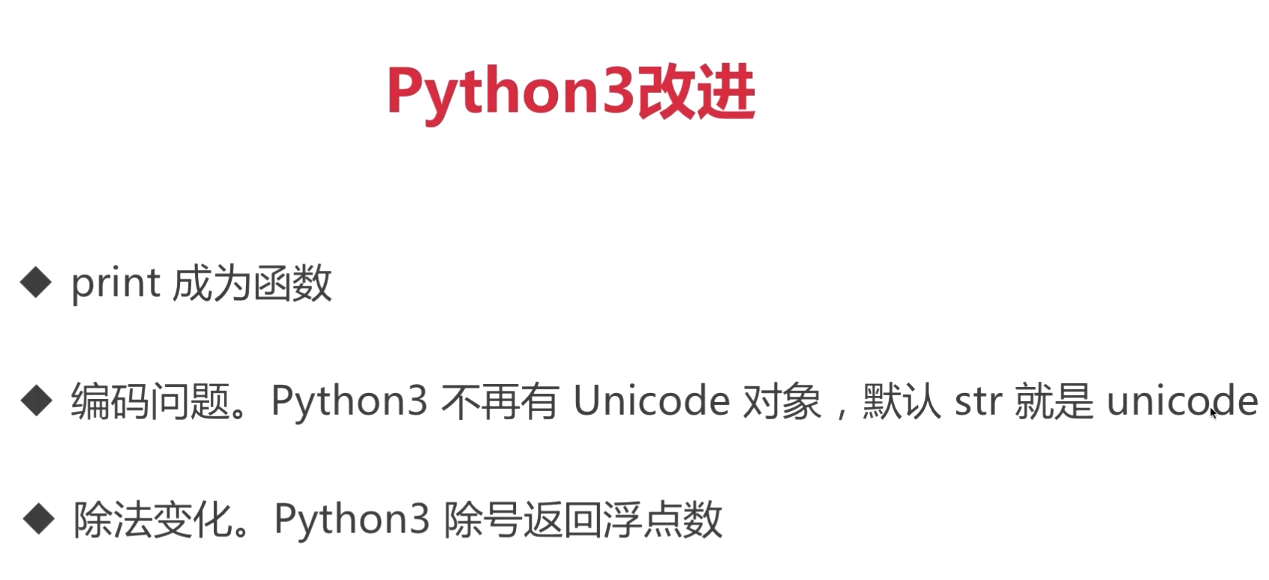 Python3改进
◆ print 成为函数
◆ 编码问题。Python3 不再有 Unicode 对象，默认 str 就是 unicode
◆ 除法变化。Python3 除号返回浮点数